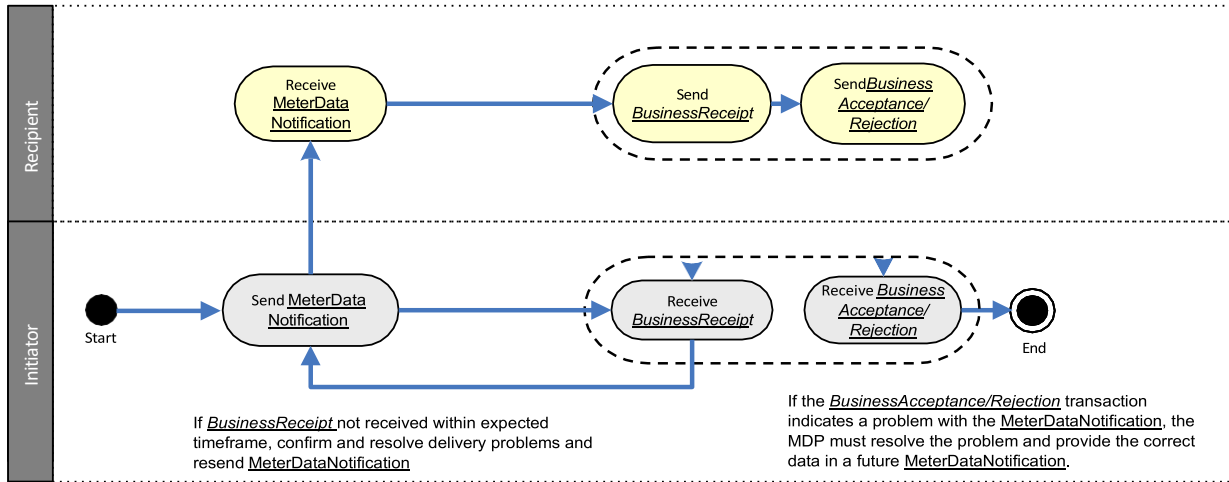 Recipient
Receive
MeterData
Notification
Send
BusinessReceipt
SendBusiness
Acceptance/
Rejection
Initiator
Start
Send MeterData
Notification
Receive
BusinessReceipt
Receive Business
Acceptance/
Rejection
End
If BusinessReceipt not received within expected
timeframe, confirm and resolve delivery problems and
resend MeterDataNotification
If the BusinessAcceptance/Rejection transaction
indicates a problem with the MeterDataNotification, the
MDP must resolve the problem and provide the correct
data in a future MeterDataNotification.